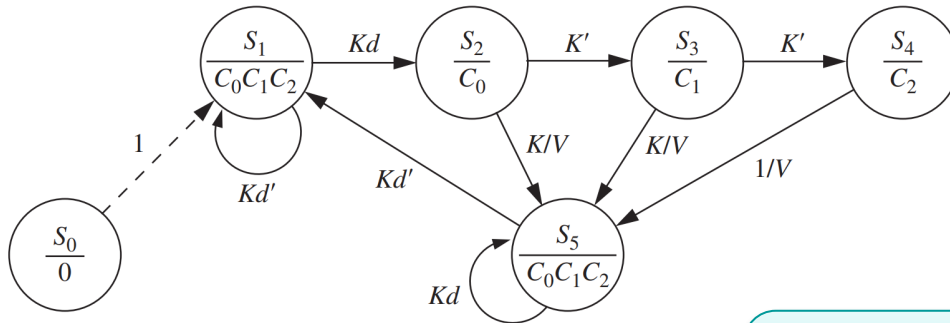 S₁
C₀C₁C₂
Kd
S₂
C₀
K′
S₃
C₁
K′
S₄
C₂
1
Kd′
Kd′
K/V
K/V
1/V
S₀
0
S₅
C₀C₁C₂
Kd